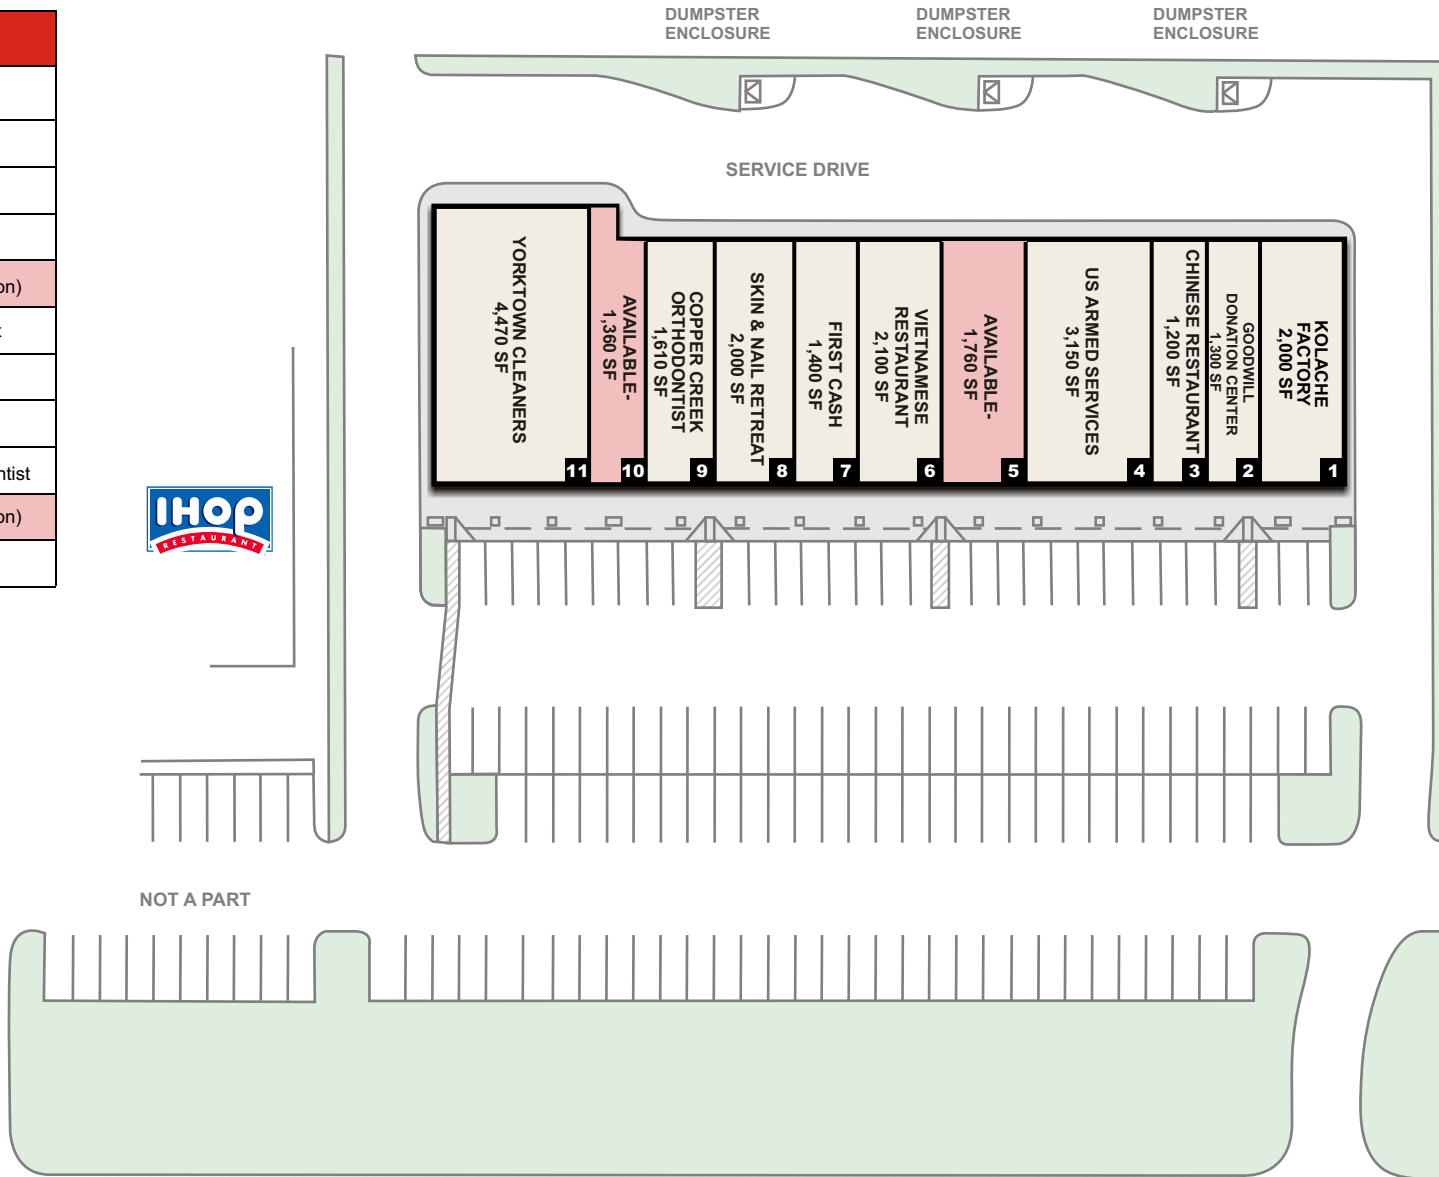 DUMPSTER
ENCLOSURE
DUMPSTER
ENCLOSURE
DUMPSTER
ENCLOSURE
on)
t
ntist
on)
SERVICE DRIVE
YORKTOWN CLEANERS
4,470 SF
11
AVAILABLE-
1,360 SF
10
COPPER CREEK
ORTHODONTIST
1,610 SF
9
SKIN & NAIL RETREAT
2,000 SF
8
FIRST CASH
1,400 SF
7
VIETNAMESE
RESTAURANT
2,100 SF
6
AVAILABLE-
1,760 SF
5
US ARMED SERVICES
3,150 SF
4
CHINESE RESTAURANT
1,200 SF
3
GOODWILL
DONATION CENTER
1,300 SF
2
KOLACHE
FACTORY
2,000 SF
1
IHOP
RESTAURANT
NOT A PART